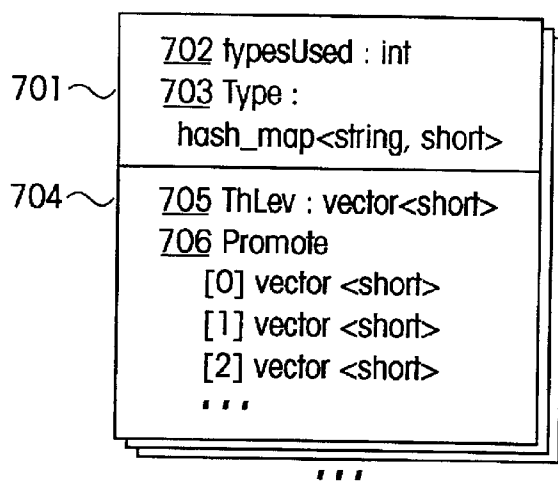 701
702 typesUsed : int
703 Type :
hash_map<string, short>
704
705 ThLev : vector<short>
706 Promote
[0] vector <short>
[1] vector <short>
[2] vector <short>
...
...